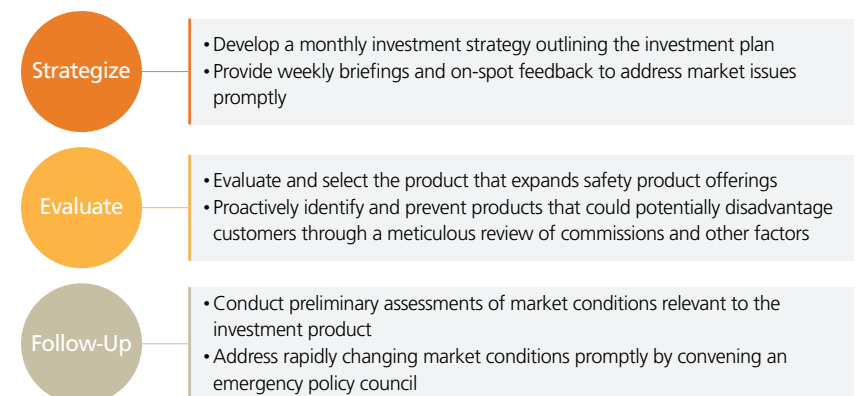 Strategize
• Develop a monthly investment strategy outlining the investment plan
• Provide weekly briefings and on-spot feedback to address market issues
promptly
Evaluate
• Evaluate and select the product that expands safety product offerings
• Proactively identify and prevent products that could potentially disadvantage
customers through a meticulous review of commissions and other factors
Follow-Up
• Conduct preliminary assessments of market conditions relevant to the
investment product
• Address rapidly changing market conditions promptly by convening an
emergency policy council